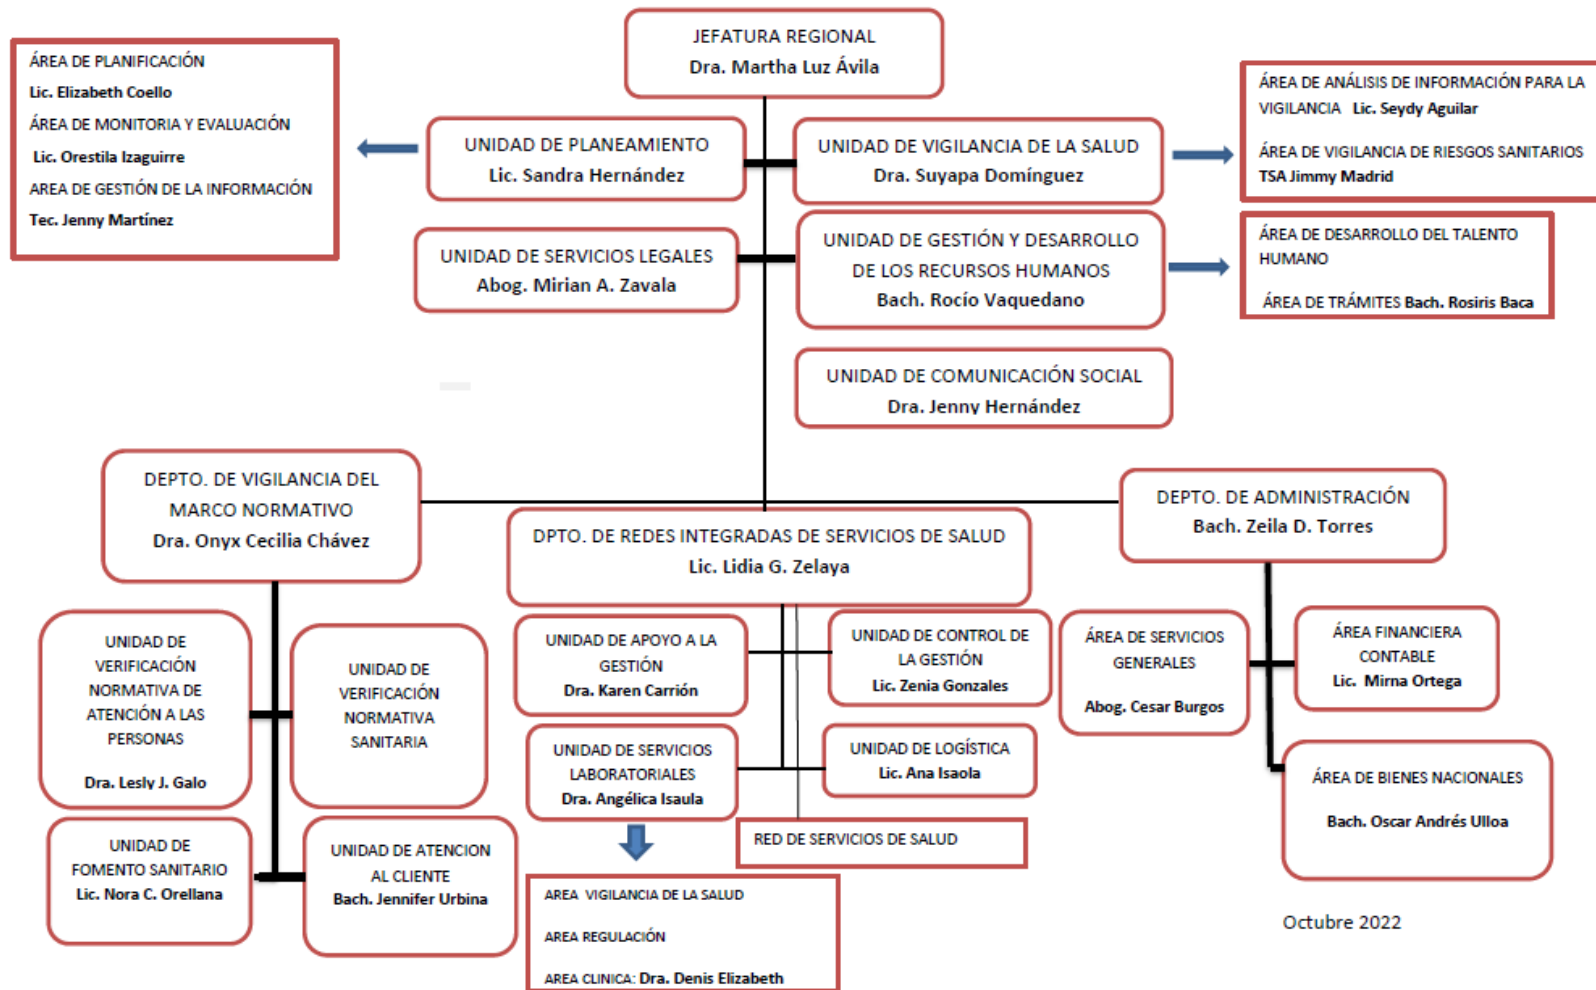 JEFATURA REGIONAL
Dra. Martha Luz Ávila
ÁREA DE PLANIFICACIÓN
Lic. Elizabeth Coello
ÁREA DE MONITORIA Y EVALUACIÓN
Lic. Orestila Izaguirre
AREA DE GESTIÓN DE LA INFORMACIÓN
Tec. Jenny Martínez
UNIDAD DE PLANEAMIENTO
Lic. Sandra Hernández
UNIDAD DE VIGILANCIA DE LA SALUD
Dra. Suyapa Domínguez
ÁREA DE ANÁLISIS DE INFORMACIÓN PARA LA
VIGILANCIA Lic. Seydy Aguilar
ÁREA DE VIGILANCIA DE RIESGOS SANITARIOS
TSA Jimmy Madrid
UNIDAD DE SERVICIOS LEGALES
Abog. Mirian A. Zavala
UNIDAD DE GESTIÓN Y DESARROLLO
DE LOS RECURSOS HUMANOS
Bach. Rocío Vaquedano
ÁREA DE DESARROLLO DEL TALENTO
HUMANO
ÁREA DE TRÁMITES Bach. Rosiris Baca
UNIDAD DE COMUNICACIÓN SOCIAL
Dra. Jenny Hernández
DEPTO. DE VIGILANCIA DEL
MARCO NORMATIVO
Dra. Onyx Cecilia Chávez
DPTO. DE REDES INTEGRADAS DE SERVICIOS DE SALUD
Lic. Lidia G. Zelaya
DEPTO. DE ADMINISTRACIÓN
Bach. Zeila D. Torres
UNIDAD DE
VERIFICACIÓN
NORMATIVA DE
ATENCIÓN A LAS
PERSONAS
Dra. Lesly J. Galo
UNIDAD DE
VERIFICACIÓN
NORMATIVA
SANITARIA
UNIDAD DE
FOMENTO SANITARIO
Lic. Nora C. Orellana
UNIDAD DE ATENCION
AL CLIENTE
Bach. Jennifer Urbina
UNIDAD DE APOYO A LA
GESTIÓN
Dra. Karen Carrión
UNIDAD DE CONTROL DE
LA GESTIÓN
Lic. Zenia Gonzales
UNIDAD DE SERVICIOS
LABORATORIALES
Dra. Angélica Isaula
UNIDAD DE LOGÍSTICA
Lic. Ana Isaola
RED DE SERVICIOS DE SALUD
AREA VIGILANCIA DE LA SALUD
AREA REGULACIÓN
AREA CLINICA: Dra. Denis Elizabeth
ÁREA DE SERVICIOS
GENERALES
Abog. Cesar Burgos
ÁREA FINANCIERA
CONTABLE
Lic. Mirna Ortega
ÁREA DE BIENES NACIONALES
Bach. Oscar Andrés Ulloa
Octubre 2022